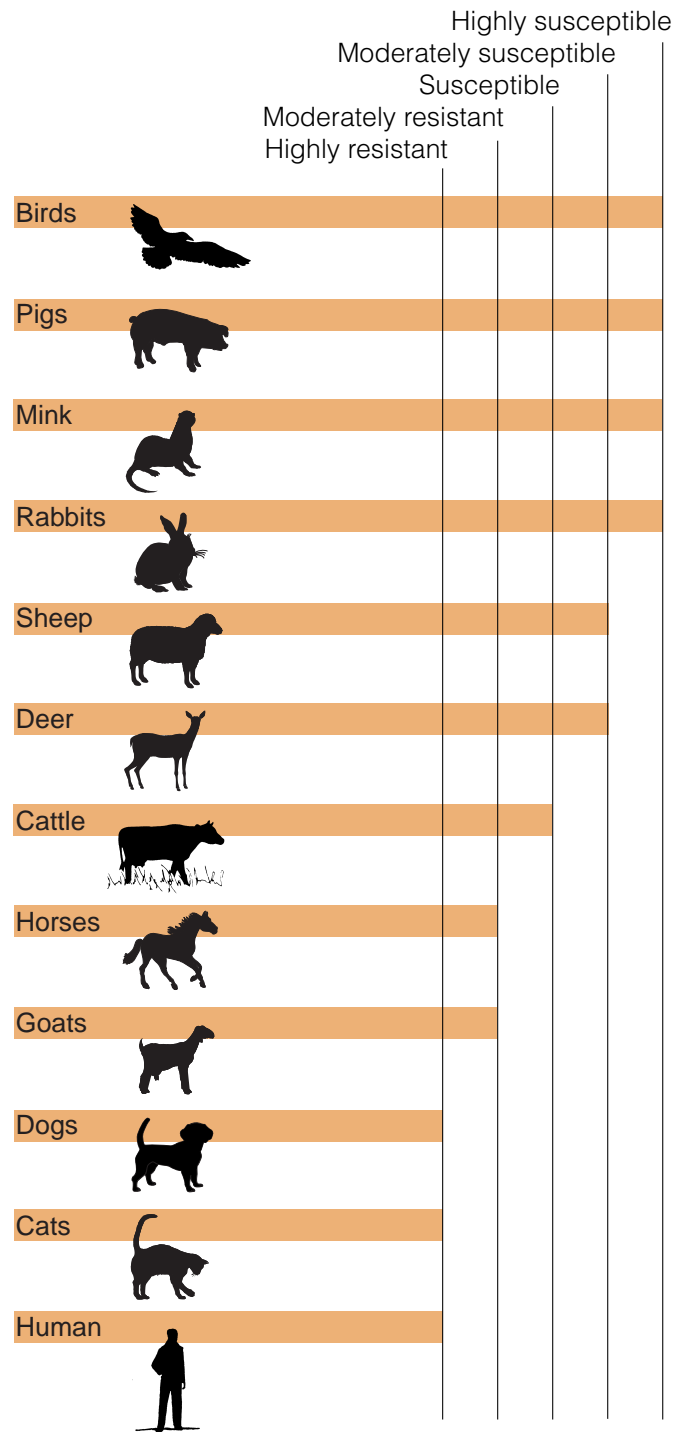 Highly susceptible
Moderately susceptible
Susceptible
Moderately resistant
Highly resistant
Birds
Pigs
Mink
Rabbits
Sheep
Deer
Cattle
Horses
Goats
Dogs
Cats
Human